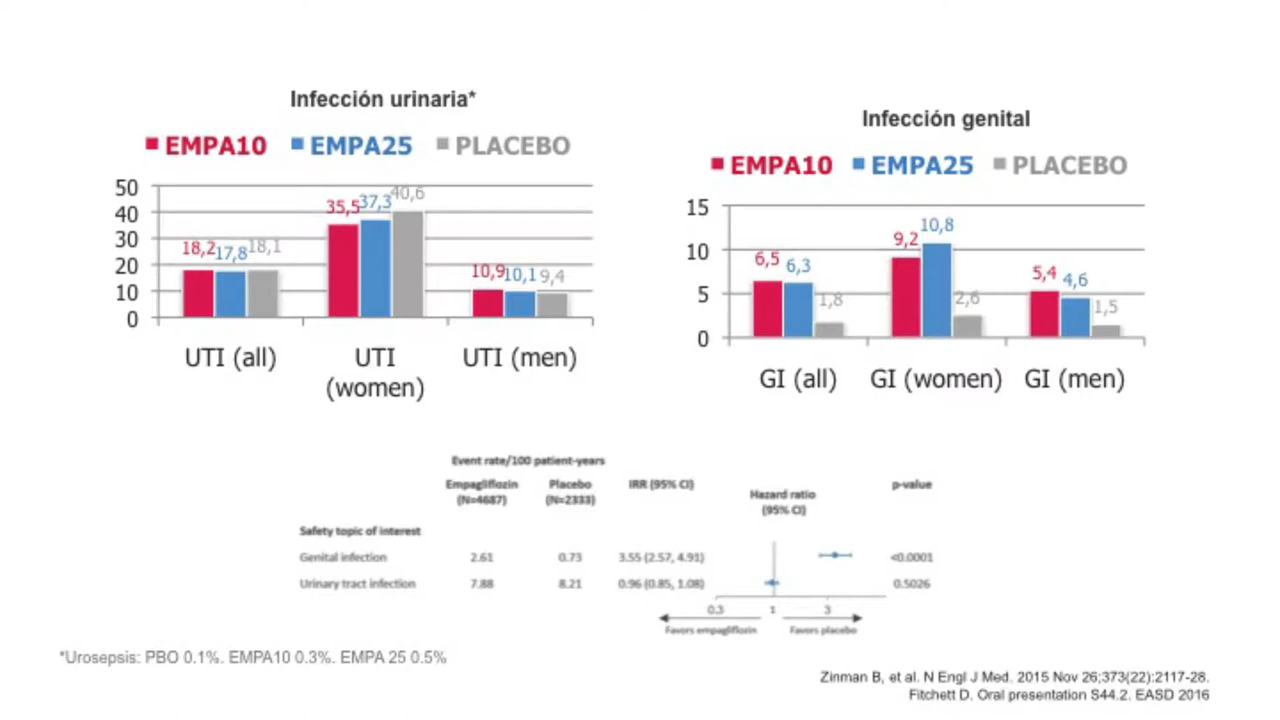 Infección urinaria*
EMPA10 EMPA25 PLACEBO
50
40
30
20
10
0
18,2 17,8 18,1
35,5 37,3 40,6
10,9 10,1 9,4
UTI (all) UTI (women) UTI (men)
Infección genital
EMPA10 EMPA25 PLACEBO
15
10
5
0
6,5 6,3 1,8
9,2 10,8 2,6
5,4 4,6 1,5
GI (all) GI (women) GI (men)
Event rate/100 patient-years
Empagliflozin (N=4687) Placebo (N=2333) IRR (95% CI) Hazard ratio (95% CI) p-value
Safety topic of interest
Genital infection 2.61 0.73 3.55 (2.57, 4.91) <0.0001
Urinary tract infection 7.88 8.21 0.96 (0.85, 1.08) 0.5026
0.3 1 3
Favors empagliflozin Favors placebo
*Urosepsis: PBO 0.1%. EMPA10 0.3%. EMPA 25 0.5%
Zinman B, et al. N Engl J Med. 2015 Nov 26;373(22):2117-28.
Fitchett D. Oral presentation S44.2. EASD 2016